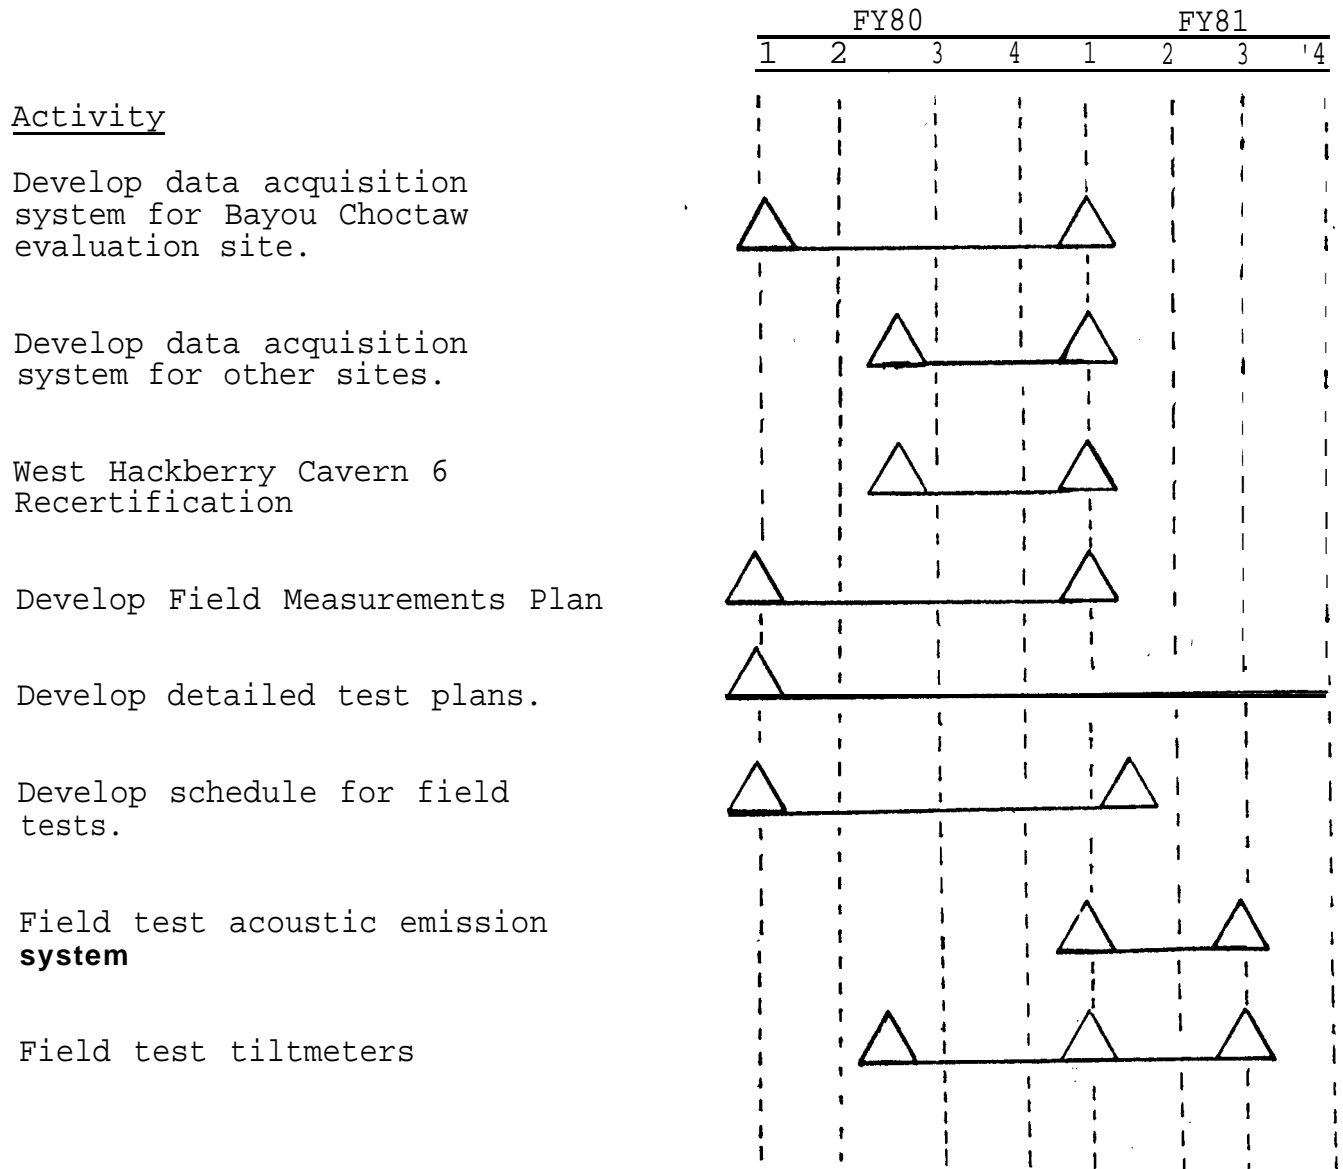 FY80 FY81
1 2 3 4 1 2 3 '4
Activity
Develop data acquisition
system for Bayou Choctaw
evaluation site.
Develop data acquisition
system for other sites.
West Hackberry Cavern 6
Recertification
Develop Field Measurements Plan
Develop detailed test plans.
Develop schedule for field
tests.
Field test acoustic emission
system
Field test tiltmeters